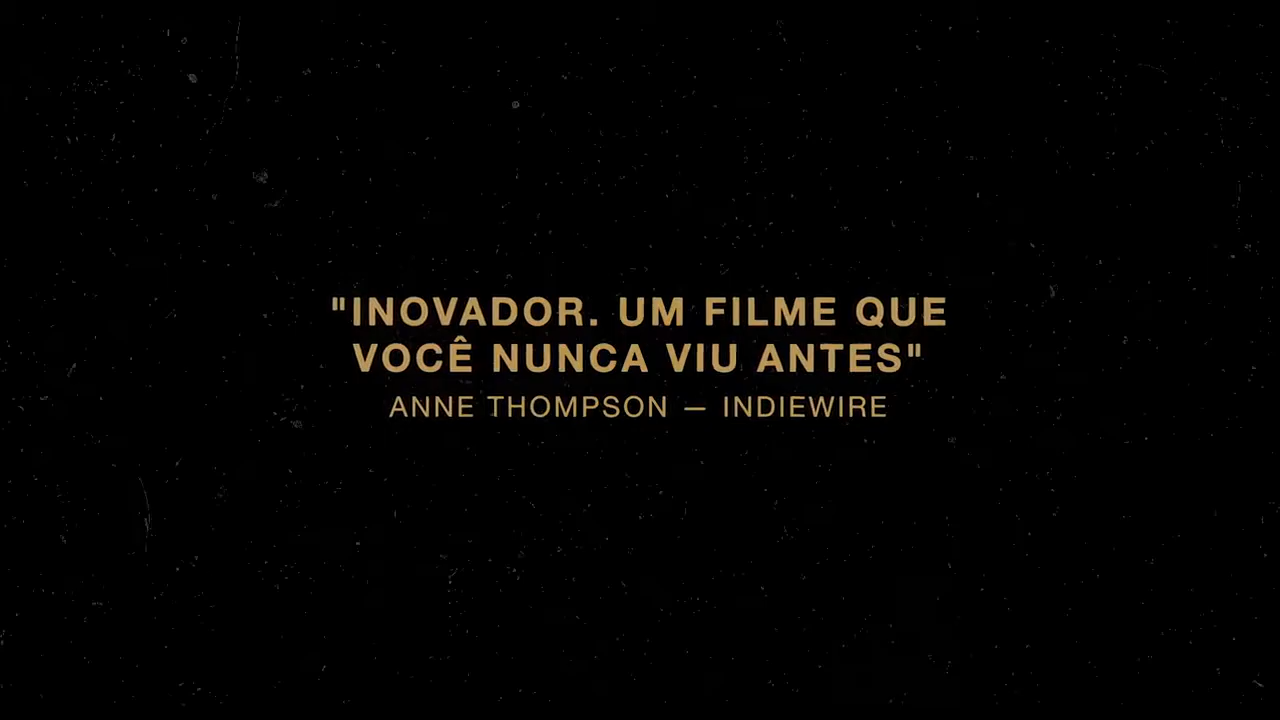 "INOVADOR. UM FILME QUE
VOCÊ NUNCA VIU ANTES"
ANNE THOMPSON — INDIEWIRE